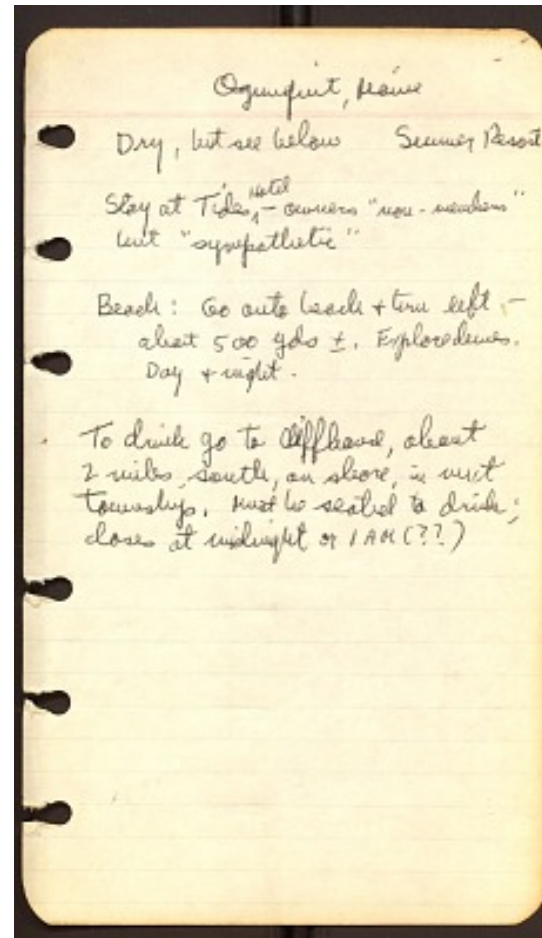 Ogunquit, Maine
Dry, but see below Summer Resort
Stay at Tides Hotel – owners "non-members"
but "sympathetic"
Beach: Go onto beach + turn left –
about 500 yds ±. Explore dunes.
Day + night.
To drink go to Cliffhouse, about
2 miles south, on shore, in next
township. Must be seated to drink;
closes at midnight or 1 AM (??)